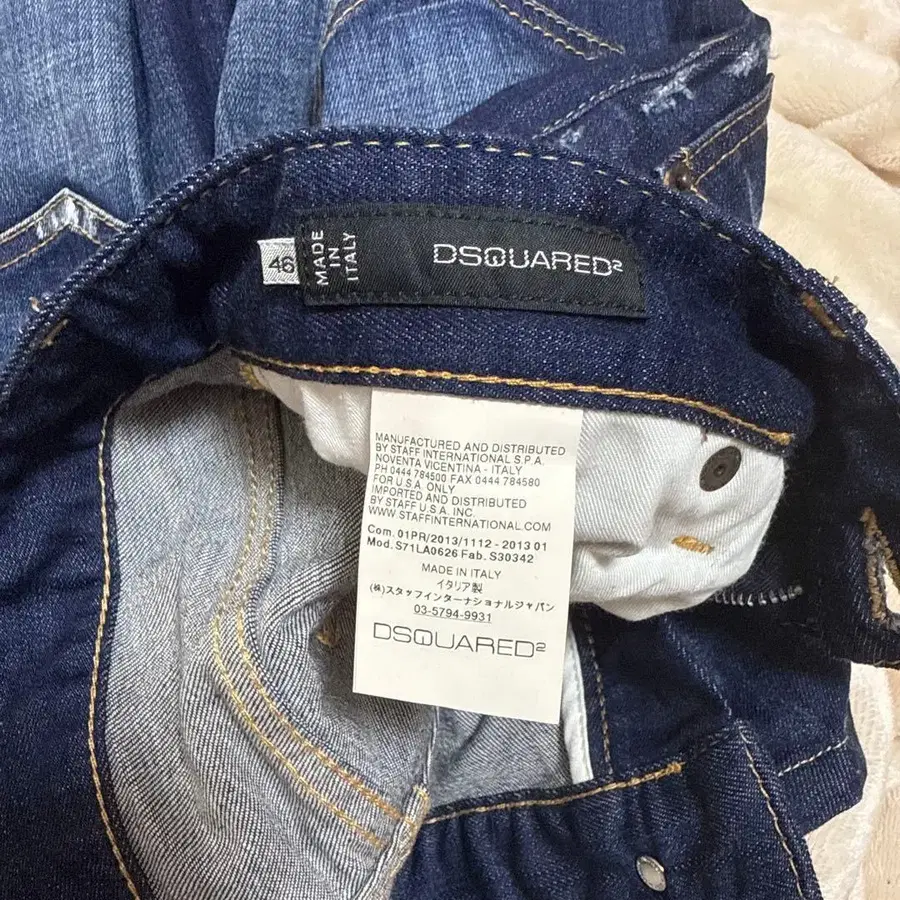 46
MADE
IN
ITALY
DSQUARED²
MANUFACTURED AND DISTRIBUTED
BY STAFF INTERNATIONAL S.P.A.
NOVENTA VICENTINA - ITALY
PH 0444 784500 FAX 0444 784580
FOR U.S.A. ONLY
IMPORTED AND DISTRIBUTED
BY STAFF U.S.A. INC.
WWW.STAFFINTERNATIONAL.COM
Com. 01PR/2013/1112 - 2013 01
Mod. S71LA0626 Fab. S30342
MADE IN ITALY
イタリア製
(株)スタッフインターナショナルジャパン
03-5794-9931
DSQUARED²